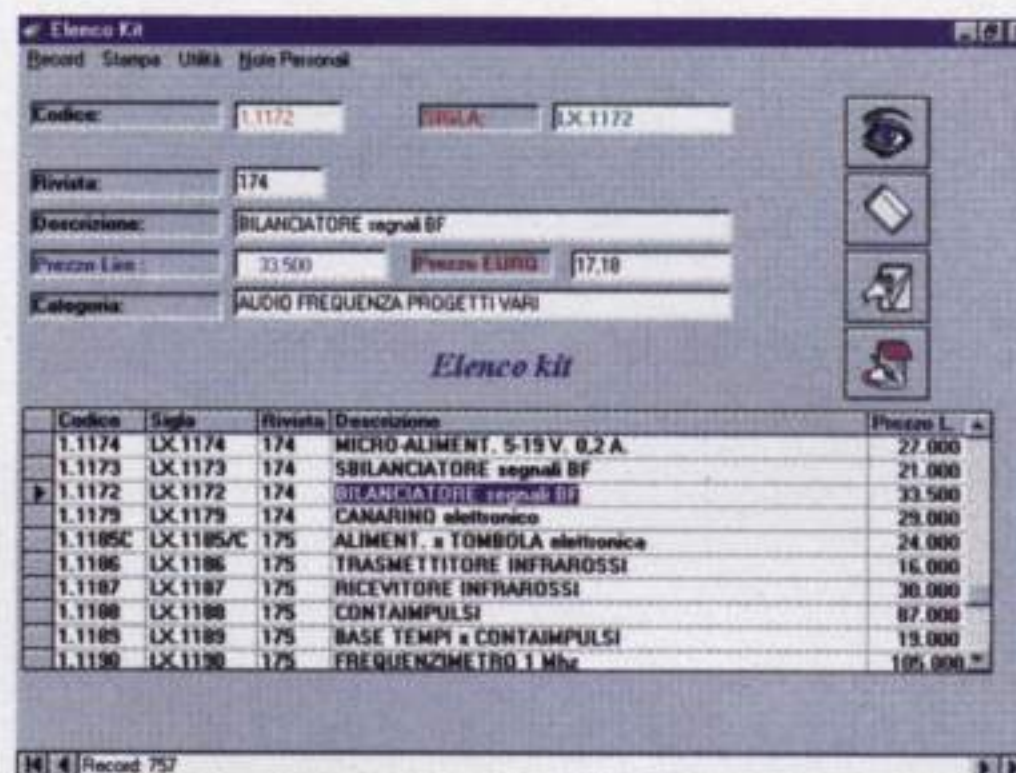 Elenco Kit
Record Stampa Utilità Note Personali
Codice: 1.1172 SIGLA: LX.1172
Rivista: 174
Descrizione: BILANCIATORE segnali BF
Prezzo Lire : 33.500 Prezzo EURO 17,18
Categoria: AUDIO FREQUENZA PROGETTI VARI
Elenco kit
Codice Sigla Rivista Descrizione Prezzo L.
1.1174 LX.1174 174 MICRO-ALIMENT. 5-19 V. 0,2 A. 27.000
1.1173 LX.1173 174 SBILANCIATORE segnali BF 21.000
1.1172 LX.1172 174 BILANCIATORE segnali BF 33.500
1.1179 LX.1179 174 CANARINO elettronico 29.000
1.1185C LX.1185/C 175 ALIMENT. x TOMBOLA elettronica 24.000
1.1186 LX.1186 175 TRASMETTITORE INFRAROSSI 16.000
1.1187 LX.1187 175 RICEVITORE INFRAROSSI 30.000
1.1188 LX.1188 175 CONTAIMPULSI 87.000
1.1189 LX.1189 175 BASE TEMPI x CONTAIMPULSI 19.000
1.1190 LX.1190 175 FREQUENZIMETRO 1 Mhz 105.000
Record: 757